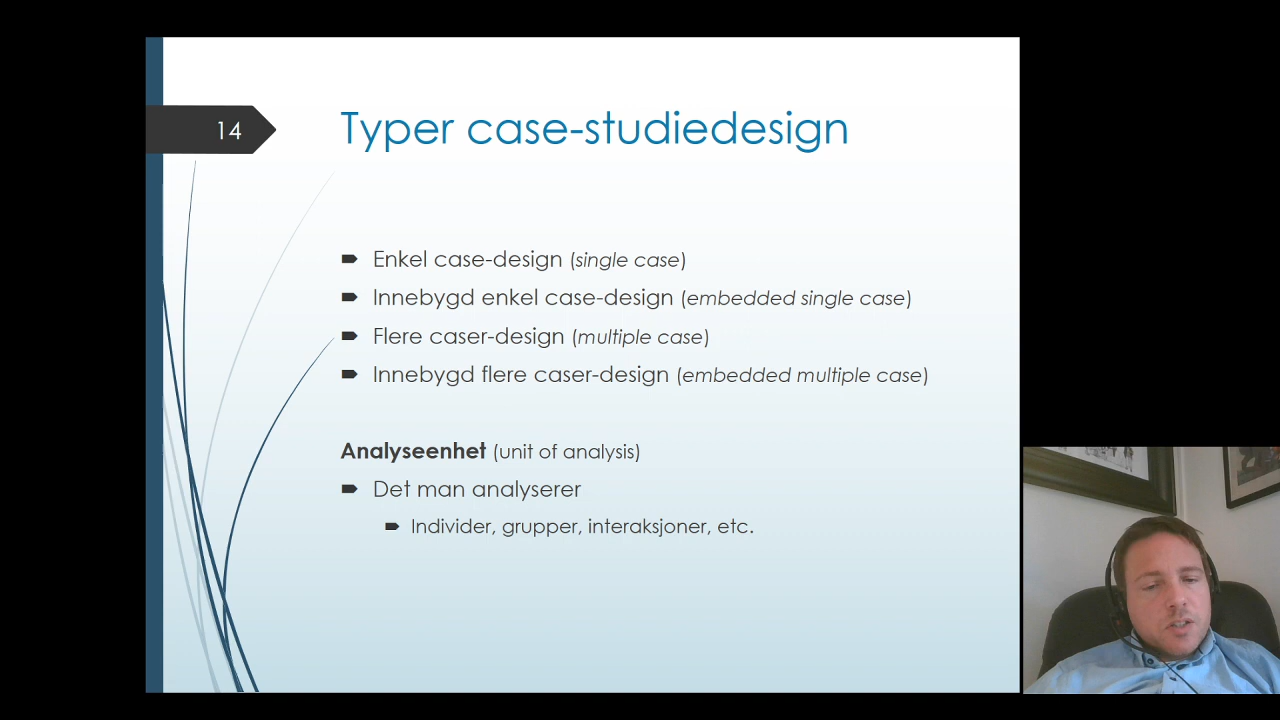 14
Typer case-studiedesign
Enkel case-design (single case)
Innebygd enkel case-design (embedded single case)
Flere caser-design (multiple case)
Innebygd flere caser-design (embedded multiple case)
Analyseenhet (unit of analysis)
Det man analyserer
Individer, grupper, interaksjoner, etc.